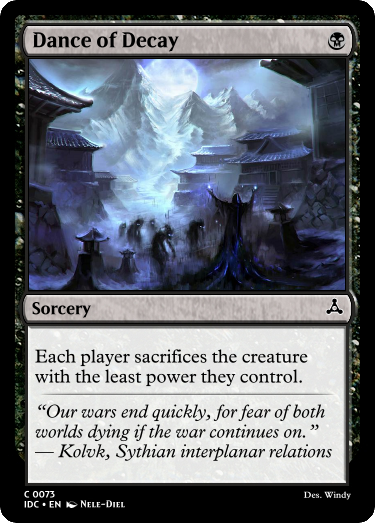 Dance of Decay
Sorcery
Each player sacrifices the creature
with the least power they control.
“Our wars end quickly, for fear of both
worlds dying if the war continues on.”
— Kolvk, Sythian interplanar relations
C 0073
Des. Windy
IDC • EN Nele-Diel